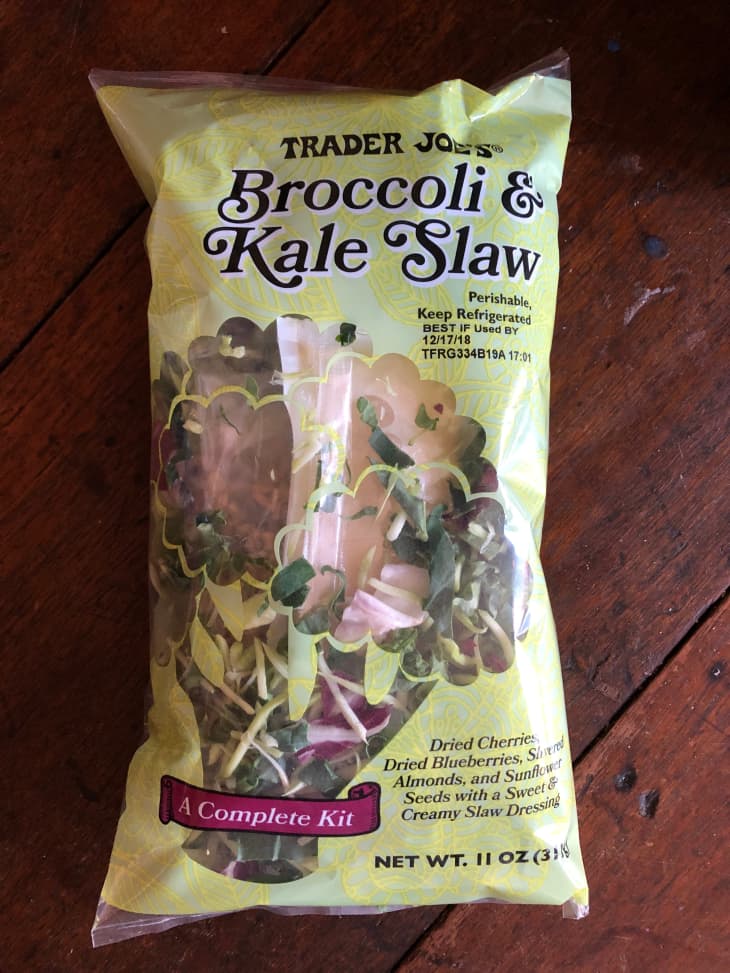 TRADER JOE'S®
Broccoli &
Kale Slaw
Perishable,
Keep Refrigerated
BEST IF Used BY
12/17/18
TFRG334B19A 17:01
Dried Cherries,
Dried Blueberries, Slivered
Almonds, and Sunflower
Seeds with a Sweet &
Creamy Slaw Dressing
A Complete Kit
NET WT. 11 OZ